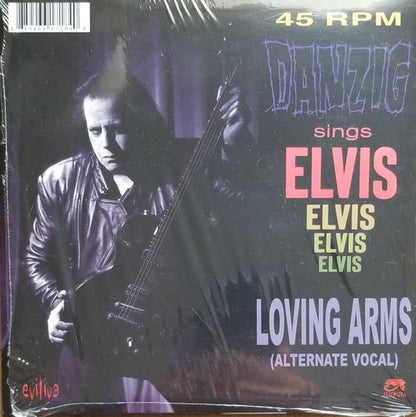 45 RPM
DANZIG
sings
ELVIS
ELVIS
ELVIS
ELVIS
LOVING ARMS
(ALTERNATE VOCAL)
evilive